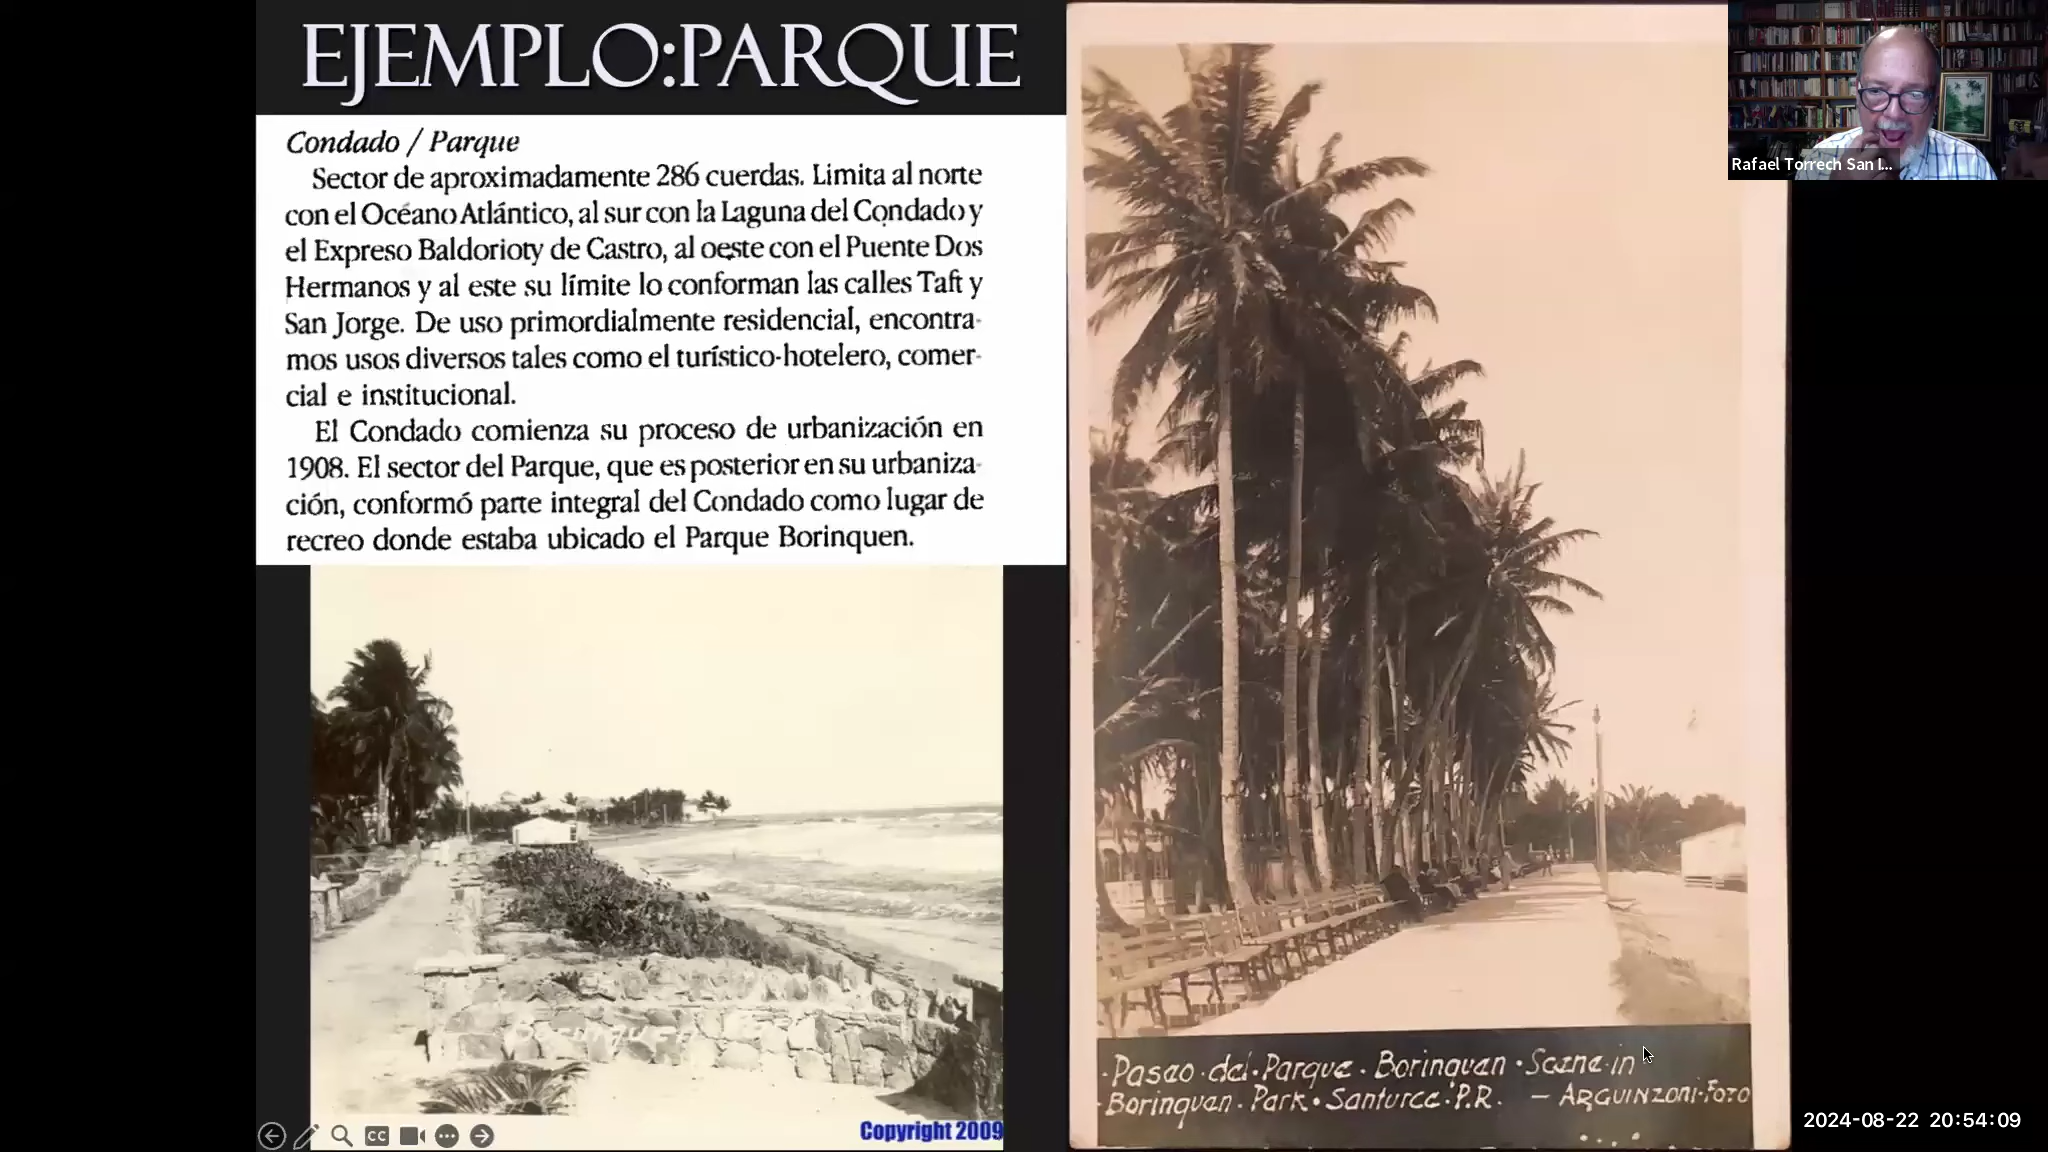 EJEMPLO:PARQUE
Condado / Parque
Sector de aproximadamente 286 cuerdas. Limita al norte
con el Océano Atlántico, al sur con la Laguna del Condado y
el Expreso Baldorioty de Castro, al oeste con el Puente Dos
Hermanos y al este su límite lo conforman las calles Taft y
San Jorge. De uso primordialmente residencial, encontra-
mos usos diversos tales como el turístico-hotelero, comer-
cial e institucional.
El Condado comienza su proceso de urbanización en
1908. El sector del Parque, que es posterior en su urbaniza-
ción, conformó parte integral del Condado como lugar de
recreo donde estaba ubicado el Parque Borinquen.
Copyright 2009
CC
·Paseo·del·Parque·Borinquen·Scene·in
Borinquen·Park·Santurce·P.R. — ARGUINZONI·FOTO
Rafael Torrech San I...
2024-08-22 20:54:09